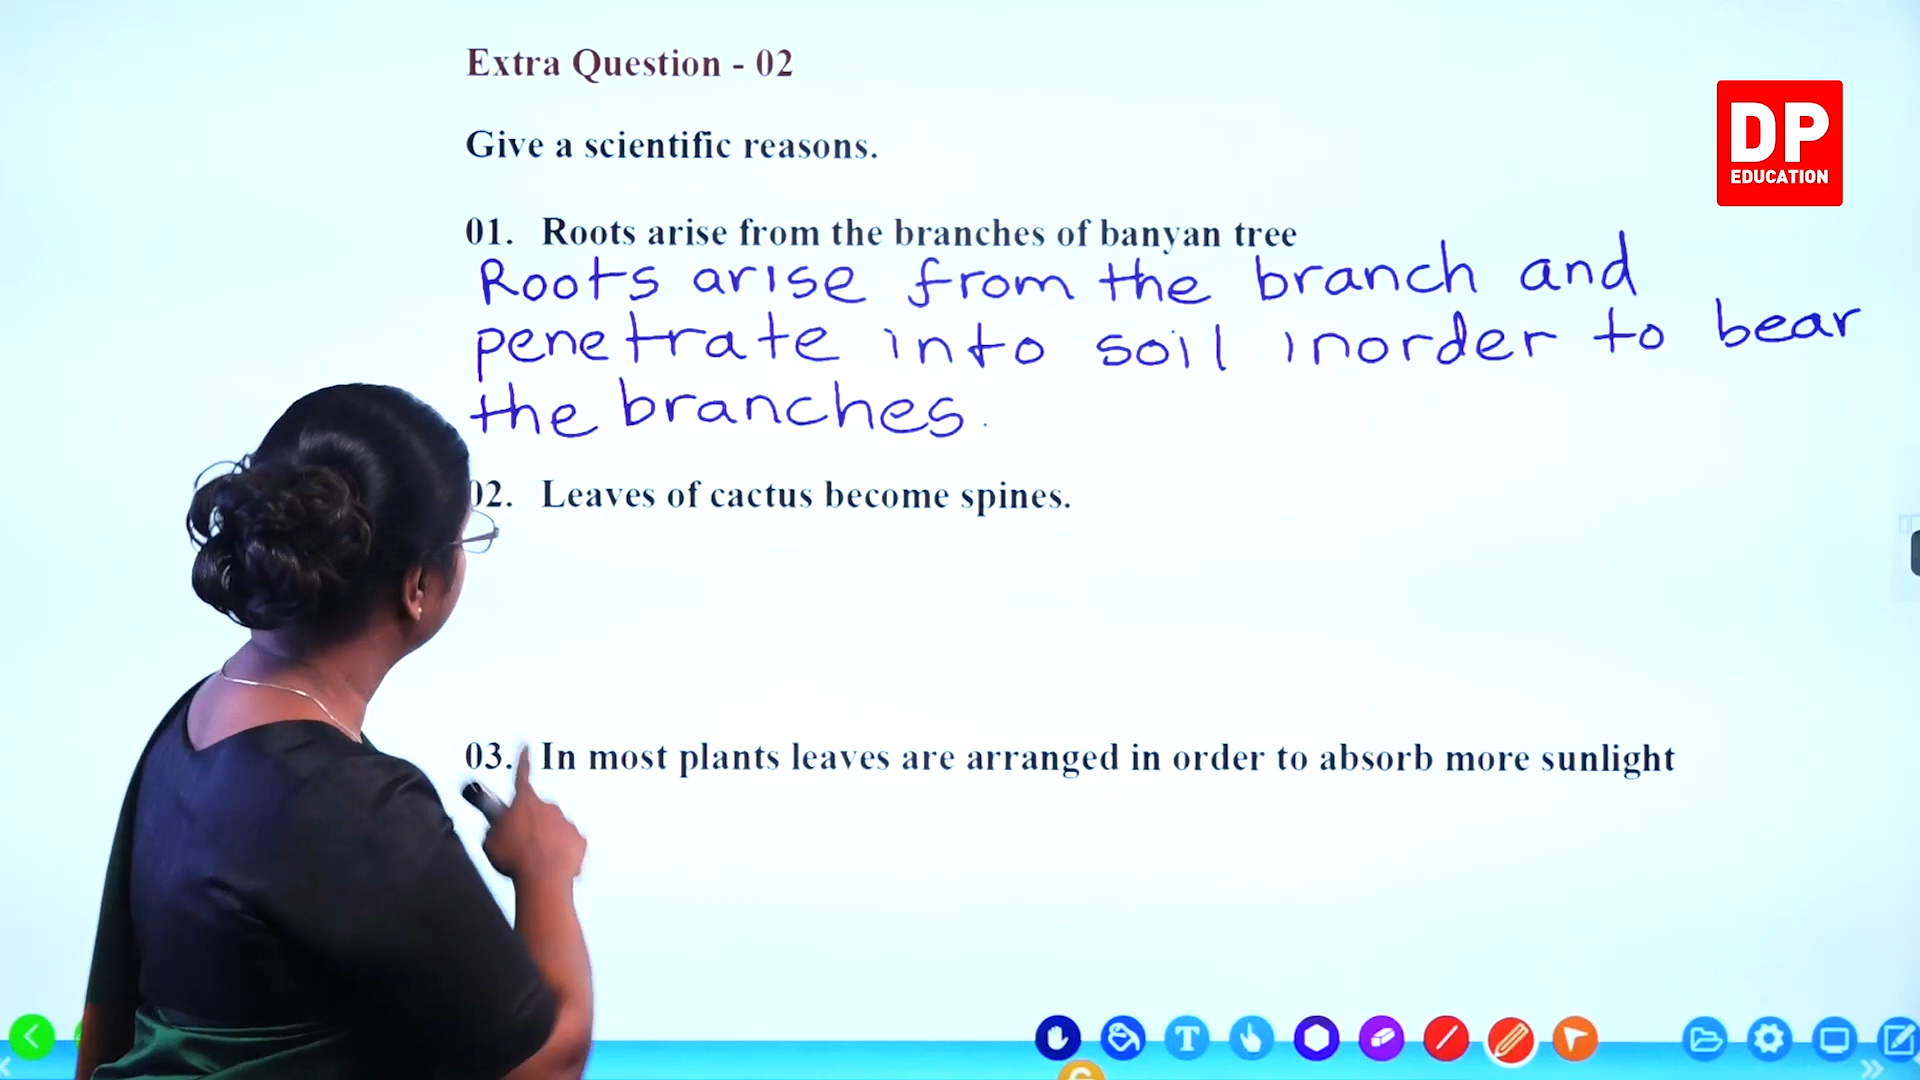 Extra Question - 02
DP
EDUCATION
Give a scientific reasons.
01. Roots arise from the branches of banyan tree
Roots arise from the branch and
penetrate into soil inorder to bear
the branches.
02. Leaves of cactus become spines.
03. In most plants leaves are arranged in order to absorb more sunlight
T